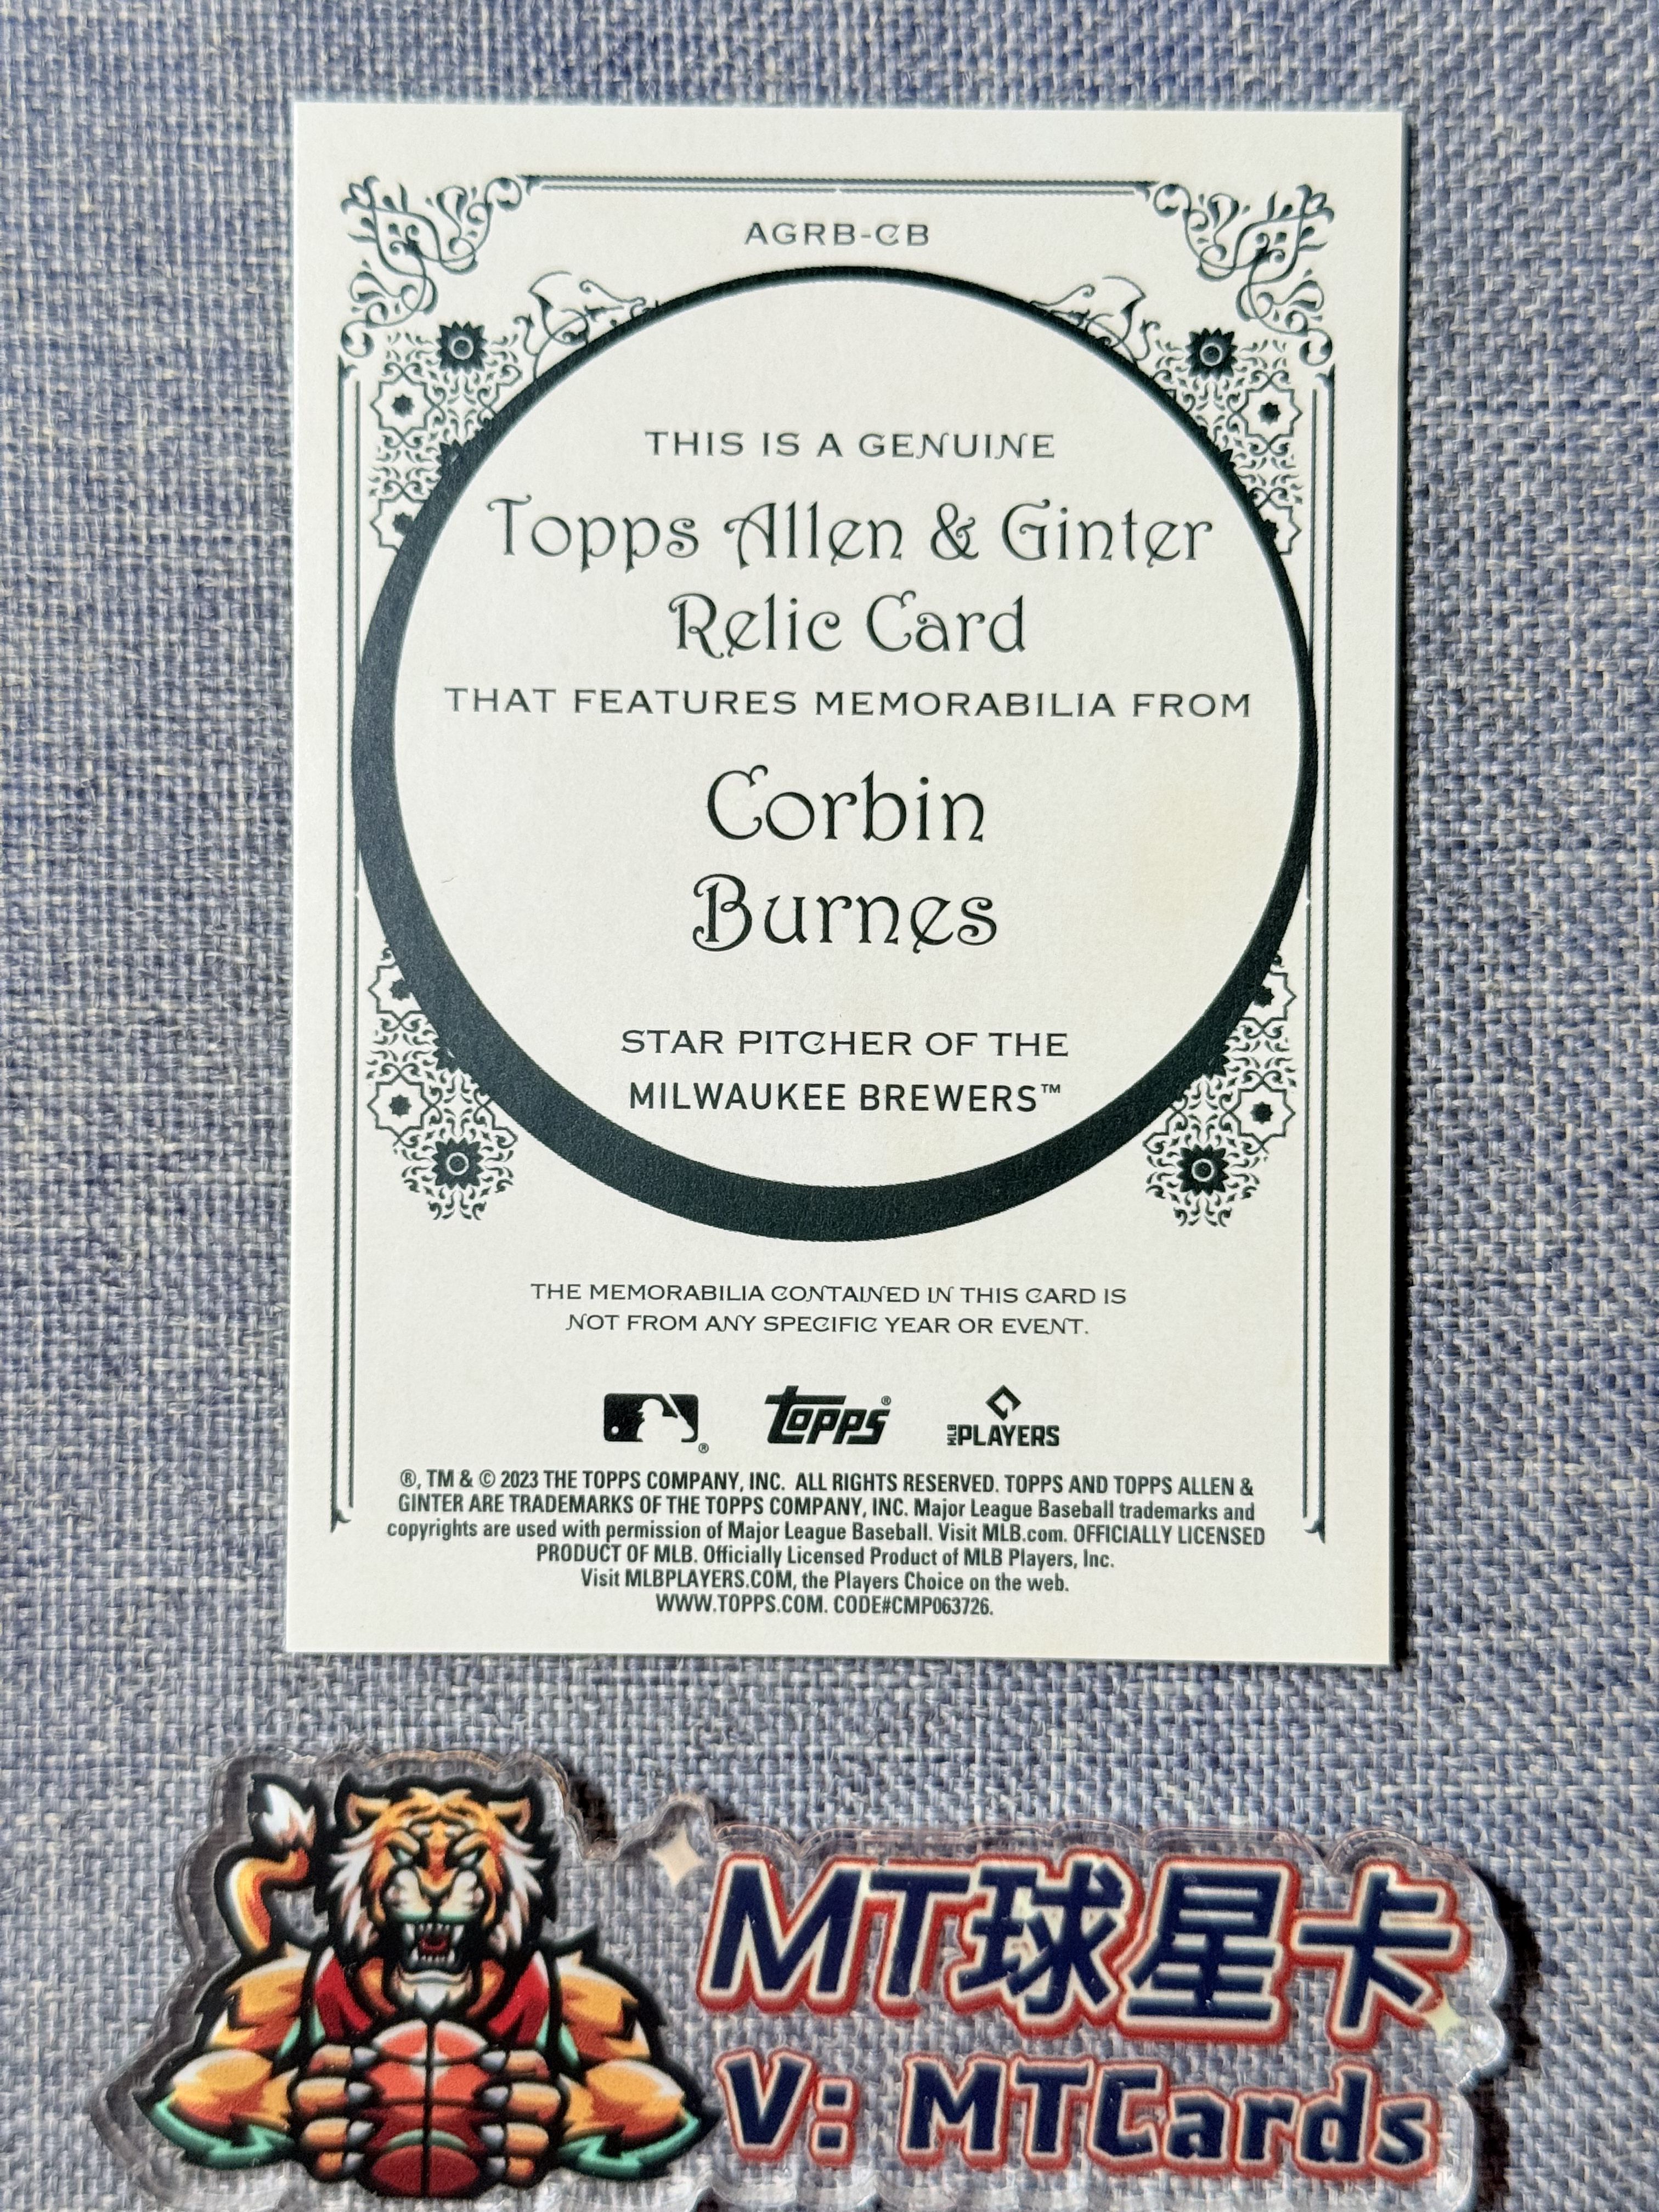 AGRB-CB
THIS IS A GENUINE
Topps Allen & Ginter
Relic Card
THAT FEATURES MEMORABILIA FROM
Corbin
Burnes
STAR PITCHER OF THE
MILWAUKEE BREWERS™
THE MEMORABILIA CONTAINED IN THIS CARD IS
NOT FROM ANY SPECIFIC YEAR OR EVENT.
® topps® MLB PLAYERS
®, TM & © 2023 THE TOPPS COMPANY, INC. ALL RIGHTS RESERVED. TOPPS AND TOPPS ALLEN &
GINTER ARE TRADEMARKS OF THE TOPPS COMPANY, INC. Major League Baseball trademarks and
copyrights are used with permission of Major League Baseball. Visit MLB.com. OFFICIALLY LICENSED
PRODUCT OF MLB. Officially Licensed Product of MLB Players, Inc.
Visit MLBPLAYERS.COM, the Players Choice on the web.
WWW.TOPPS.COM. CODE#CMP063726.
MT球星卡
V: MTCards